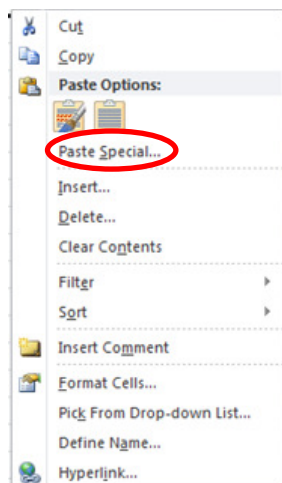 Cut
Copy
Paste Options:
Paste Special...
Insert...
Delete...
Clear Contents
Filter
Sort
Insert Comment
Format Cells...
Pick From Drop-down List...
Define Name...
Hyperlink...